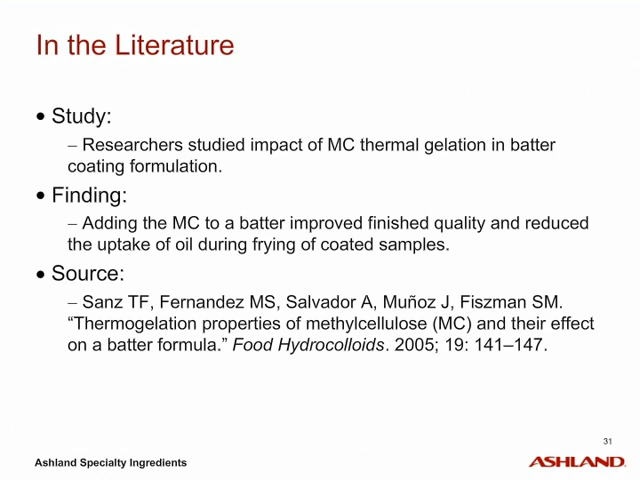 In the Literature
• Study:
– Researchers studied impact of MC thermal gelation in batter
coating formulation.
• Finding:
– Adding the MC to a batter improved finished quality and reduced
the uptake of oil during frying of coated samples.
• Source:
– Sanz TF, Fernandez MS, Salvador A, Muñoz J, Fiszman SM.
“Thermogelation properties of methylcellulose (MC) and their effect
on a batter formula.” Food Hydrocolloids. 2005; 19: 141–147.
31
Ashland Specialty Ingredients
ASHLAND.